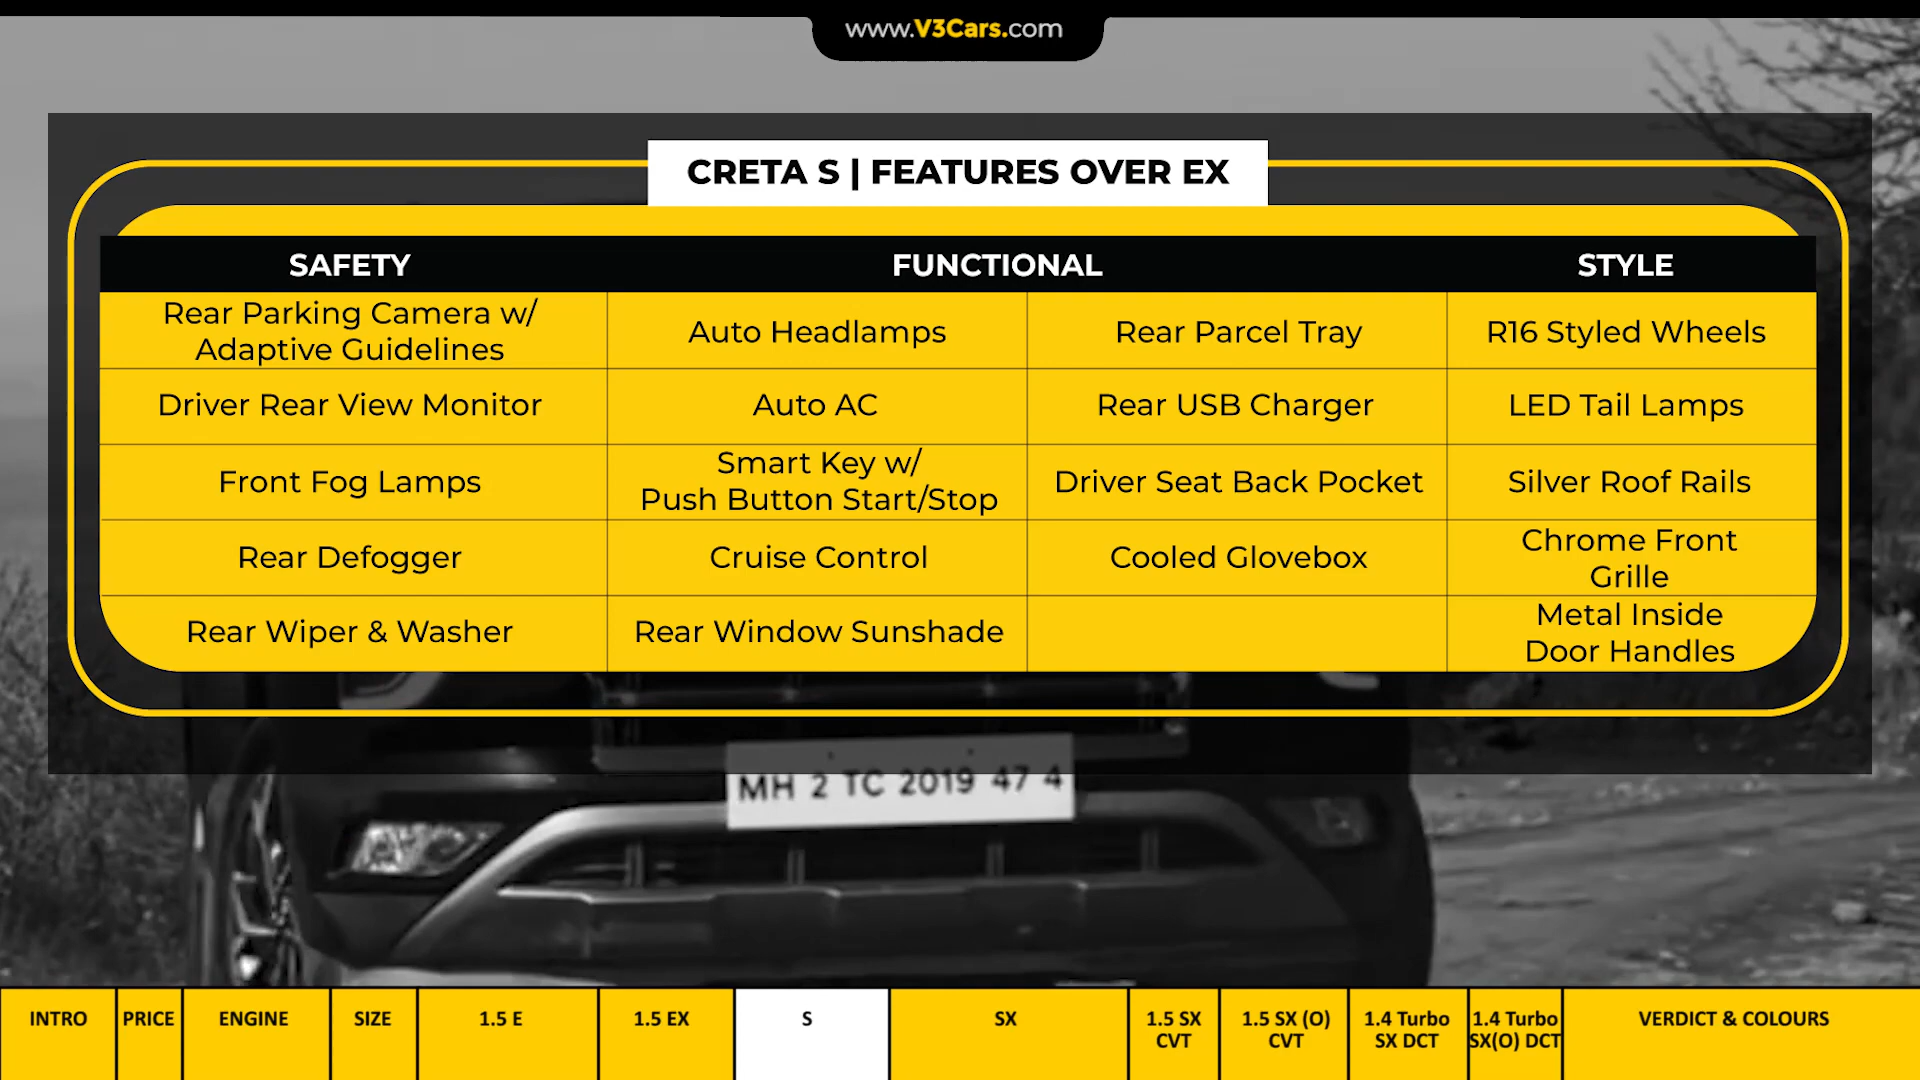 www.V3Cars.com
CRETA S | FEATURES OVER EX
SAFETY FUNCTIONAL STYLE
Rear Parking Camera w/
Adaptive Guidelines
Auto Headlamps
Rear Parcel Tray
R16 Styled Wheels
Driver Rear View Monitor
Auto AC
Rear USB Charger
LED Tail Lamps
Front Fog Lamps
Smart Key w/
Push Button Start/Stop
Driver Seat Back Pocket
Silver Roof Rails
Rear Defogger
Cruise Control
Cooled Glovebox
Chrome Front
Grille
Rear Wiper & Washer
Rear Window Sunshade
Metal Inside
Door Handles
MH 2 TC 2019 47 4
INTRO
PRICE
ENGINE
SIZE
1.5 E
1.5 EX
S
SX
1.5 SX
CVT
1.5 SX (O)
CVT
1.4 Turbo
SX DCT
1.4 Turbo
SX(O) DCT
VERDICT & COLOURS